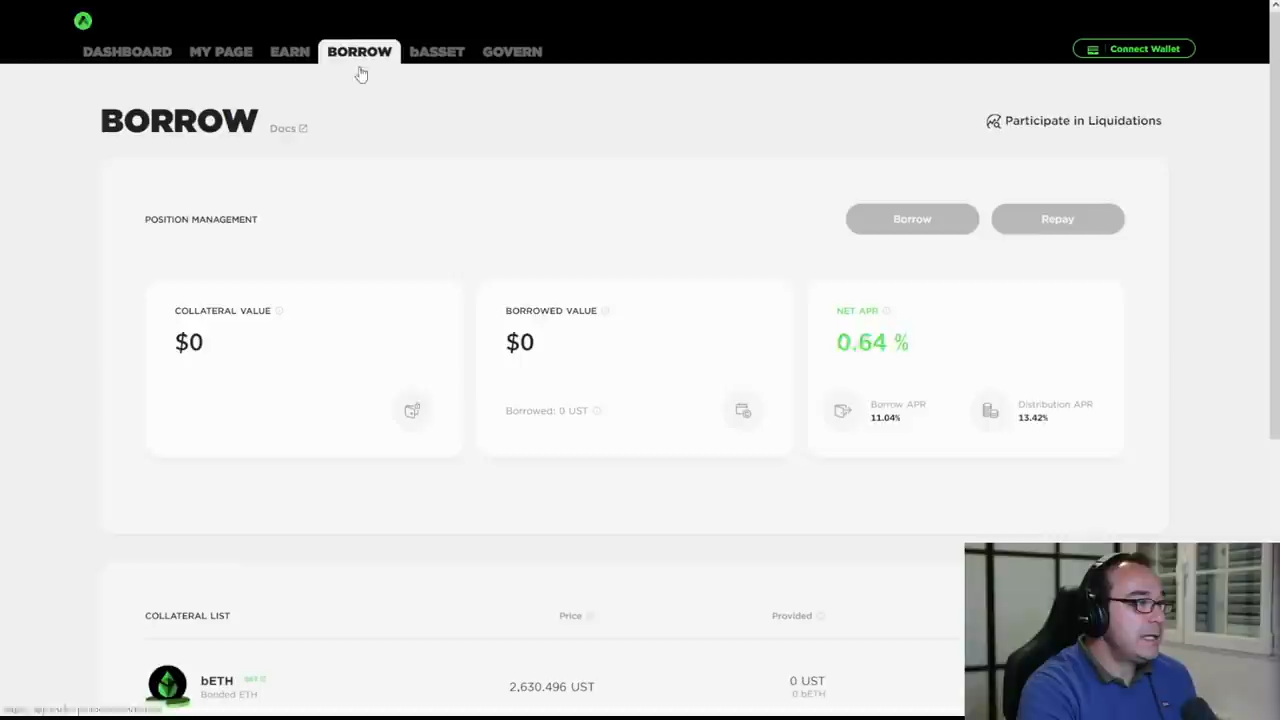 DASHBOARD MY PAGE EARN BORROW bASSET GOVERN
Connect Wallet
BORROW Docs
Participate in Liquidations
POSITION MANAGEMENT
Borrow Repay
COLLATERAL VALUE
$0
BORROWED VALUE
$0
Borrowed: 0 UST
NET APR
0.64 %
Borrow APR
11.04%
Distribution APR
13.42%
COLLATERAL LIST Price Provided
bETH
Bonded ETH
2,630.496 UST
0 UST
0 bETH